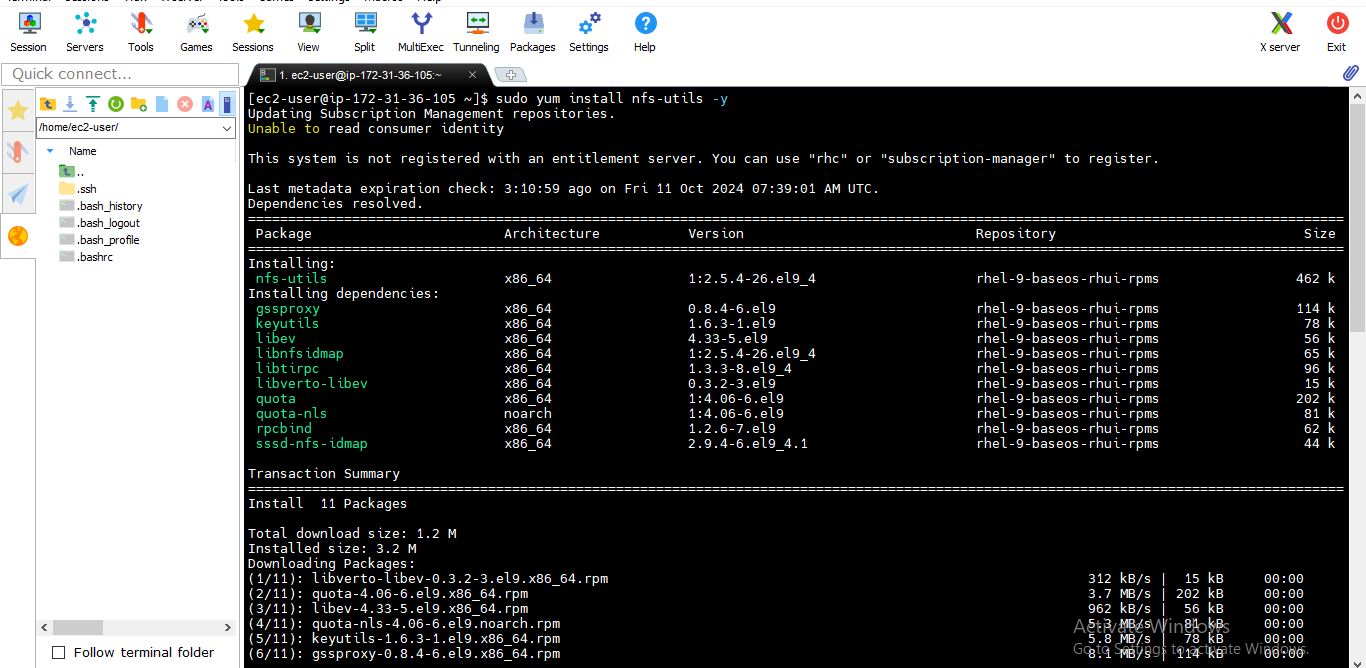 Session Servers Tools Games Sessions View Split MultiExec Tunneling Packages Settings Help X server Exit
Quick connect...
1. ec2-user@ip-172-31-36-105:~
/home/ec2-user/
Name
..
.ssh
.bash_history
.bash_logout
.bash_profile
.bashrc
Follow terminal folder
[ec2-user@ip-172-31-36-105 ~]$ sudo yum install nfs-utils -y
Updating Subscription Management repositories.
Unable to read consumer identity
This system is not registered with an entitlement server. You can use "rhc" or "subscription-manager" to register.
Last metadata expiration check: 3:10:59 ago on Fri 11 Oct 2024 07:39:01 AM UTC.
Dependencies resolved.
Package Architecture Version Repository Size
Installing:
nfs-utils x86_64 1:2.5.4-26.el9_4 rhel-9-baseos-rhui-rpms 462 k
Installing dependencies:
gssproxy x86_64 0.8.4-6.el9 rhel-9-baseos-rhui-rpms 114 k
keyutils x86_64 1.6.3-1.el9 rhel-9-baseos-rhui-rpms 78 k
libev x86_64 4.33-5.el9 rhel-9-baseos-rhui-rpms 56 k
libnfsidmap x86_64 1:2.5.4-26.el9_4 rhel-9-baseos-rhui-rpms 65 k
libtirpc x86_64 1.3.3-8.el9_4 rhel-9-baseos-rhui-rpms 96 k
libverto-libev x86_64 0.3.2-3.el9 rhel-9-baseos-rhui-rpms 15 k
quota x86_64 1:4.06-6.el9 rhel-9-baseos-rhui-rpms 202 k
quota-nls noarch 1:4.06-6.el9 rhel-9-baseos-rhui-rpms 81 k
rpcbind x86_64 1.2.6-7.el9 rhel-9-baseos-rhui-rpms 62 k
sssd-nfs-idmap x86_64 2.9.4-6.el9_4.1 rhel-9-baseos-rhui-rpms 44 k
Transaction Summary
Install 11 Packages
Total download size: 1.2 M
Installed size: 3.2 M
Downloading Packages:
(1/11): libverto-libev-0.3.2-3.el9.x86_64.rpm 312 kB/s | 15 kB 00:00
(2/11): quota-4.06-6.el9.x86_64.rpm 3.7 MB/s | 202 kB 00:00
(3/11): libev-4.33-5.el9.x86_64.rpm 962 kB/s | 56 kB 00:00
(4/11): quota-nls-4.06-6.el9.noarch.rpm MB/s | 81 kB 00:00
(5/11): keyutils-1.6.3-1.el9.x86_64.rpm 5.8 MB/s | 78 kB 00:00
(6/11): gssproxy-0.8.4-6.el9.x86_64.rpm 8.1 MB/s | 114 kB 00:00
Activate Windows
Go to Settings to activate Windows.